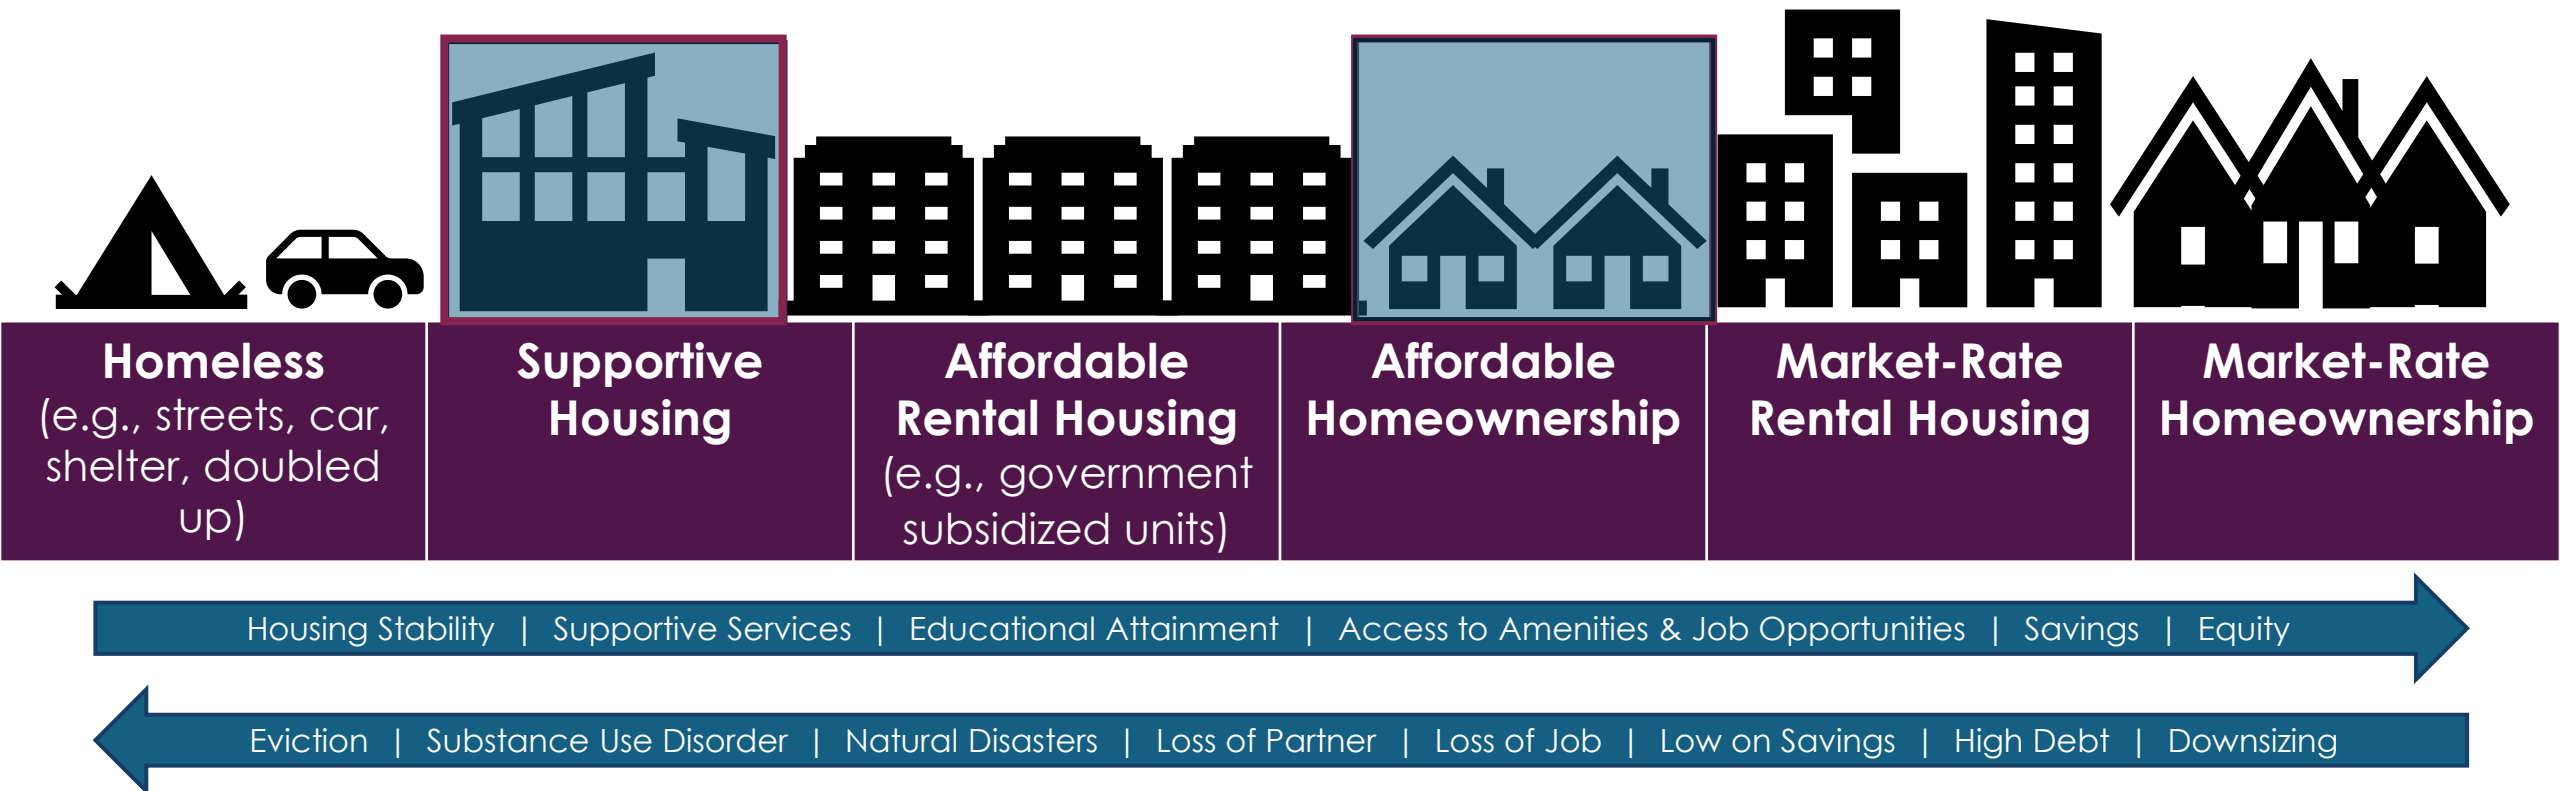 Homeless
(e.g., streets, car,
shelter, doubled
up)
Supportive
Housing
Affordable
Rental Housing
(e.g., government
subsidized units)
Affordable
Homeownership
Market-Rate
Rental Housing
Market-Rate
Homeownership
Housing Stability | Supportive Services | Educational Attainment | Access to Amenities & Job Opportunities | Savings | Equity
Eviction | Substance Use Disorder | Natural Disasters | Loss of Partner | Loss of Job | Low on Savings | High Debt | Downsizing